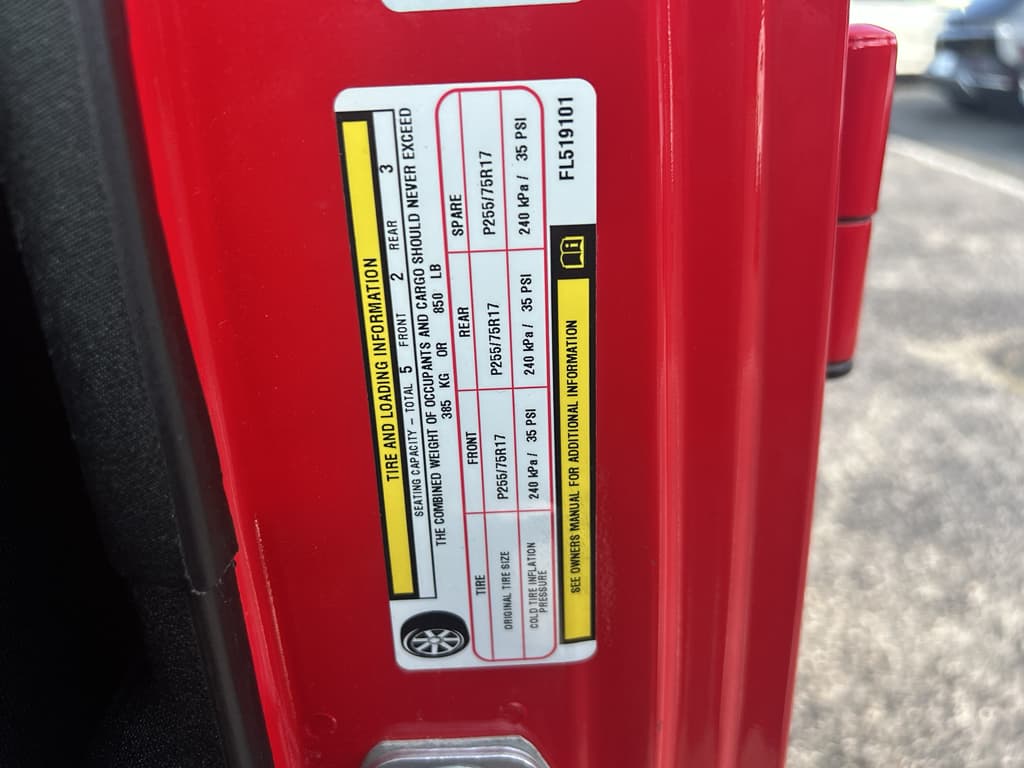 TIRE AND LOADING INFORMATION
SEATING CAPACITY - TOTAL 5 FRONT 2 REAR 3
THE COMBINED WEIGHT OF OCCUPANTS AND CARGO SHOULD NEVER EXCEED
385 KG OR 850 LB
TIRE FRONT REAR SPARE
ORIGINAL TIRE SIZE P255/75R17 P255/75R17 P255/75R17
COLD TIRE INFLATION PRESSURE 240 kPa / 35 PSI 240 kPa / 35 PSI 240 kPa / 35 PSI
SEE OWNERS MANUAL FOR ADDITIONAL INFORMATION
FL519101